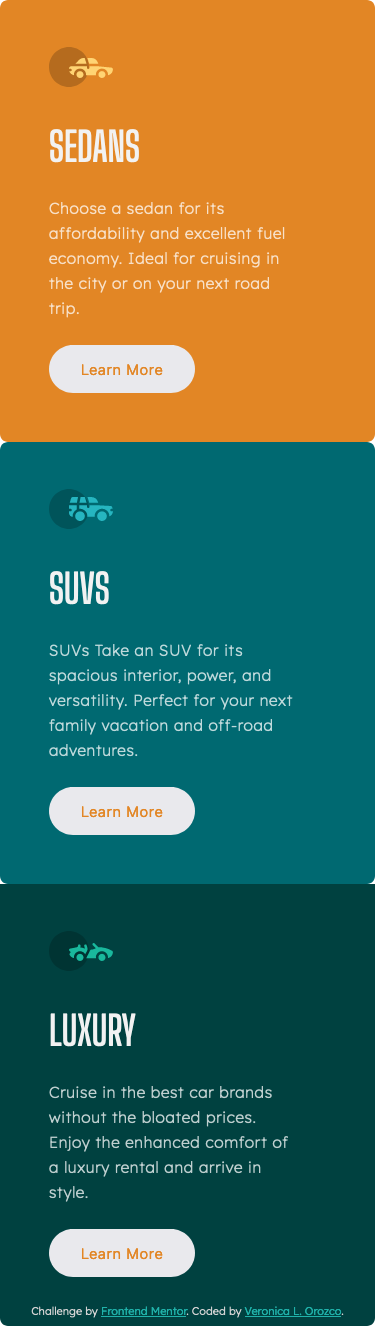 SEDANS
Choose a sedan for its
affordability and excellent fuel
economy. Ideal for cruising in
the city or on your next road
trip.
Learn More
SUVS
SUVs Take an SUV for its
spacious interior, power, and
versatility. Perfect for your next
family vacation and off-road
adventures.
Learn More
LUXURY
Cruise in the best car brands
without the bloated prices.
Enjoy the enhanced comfort of
a luxury rental and arrive in
style.
Learn More
Challenge by Frontend Mentor. Coded by Veronica L. Orozco.